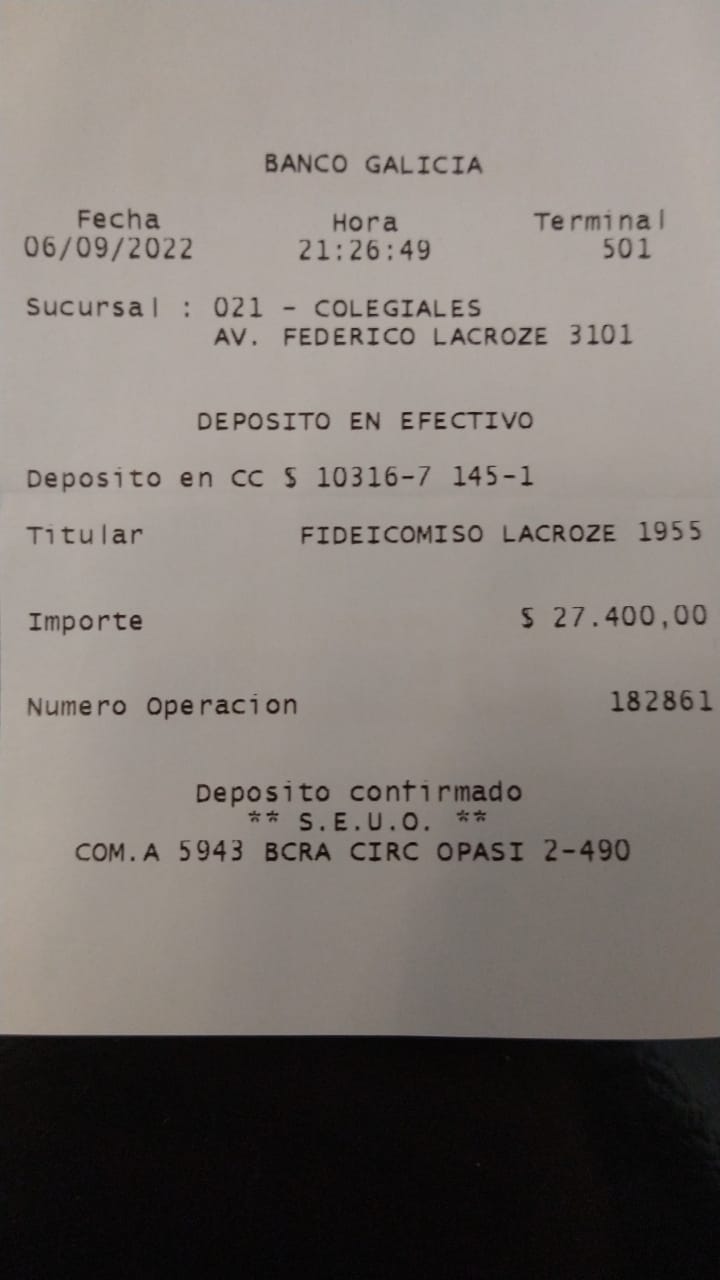 BANCO GALICIA
Fecha Hora Terminal
06/09/2022 21:26:49 501
Sucursal : 021 - COLEGIALES
AV. FEDERICO LACROZE 3101
DEPOSITO EN EFECTIVO
Deposito en CC $ 10316-7 145-1
Titular FIDEICOMISO LACROZE 1955
Importe $ 27.400,00
Numero Operacion 182861
Deposito confirmado
** S.E.U.O. **
COM.A 5943 BCRA CIRC OPASI 2-490